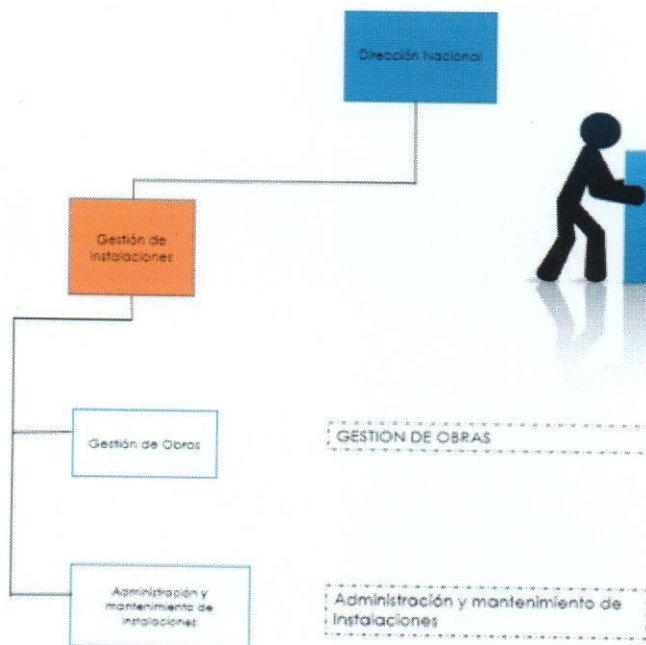 Dirección Nacional
Gestión de
Instalaciones
Gestión de Obras
GESTION DE OBRAS
Administración y
mantenimiento de
instalaciones
Administración y mantenimiento de
Instalaciones